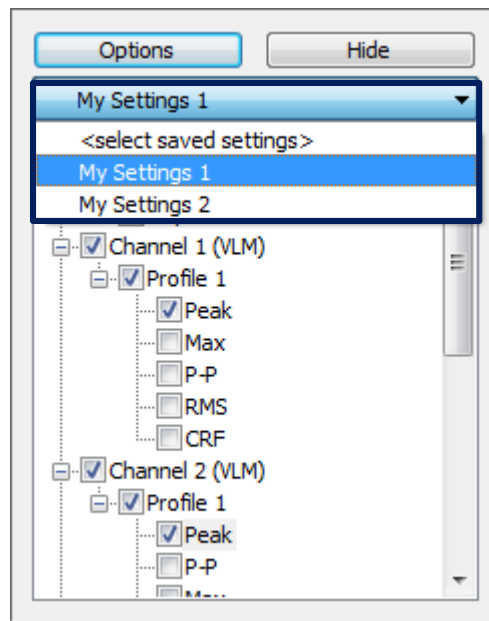 Options Hide
My Settings 1
<select saved settings>
My Settings 1
My Settings 2
Channel 1 (VLM)
Profile 1
Peak
Max
P-P
RMS
CRF
Channel 2 (VLM)
Profile 1
Peak
P-P